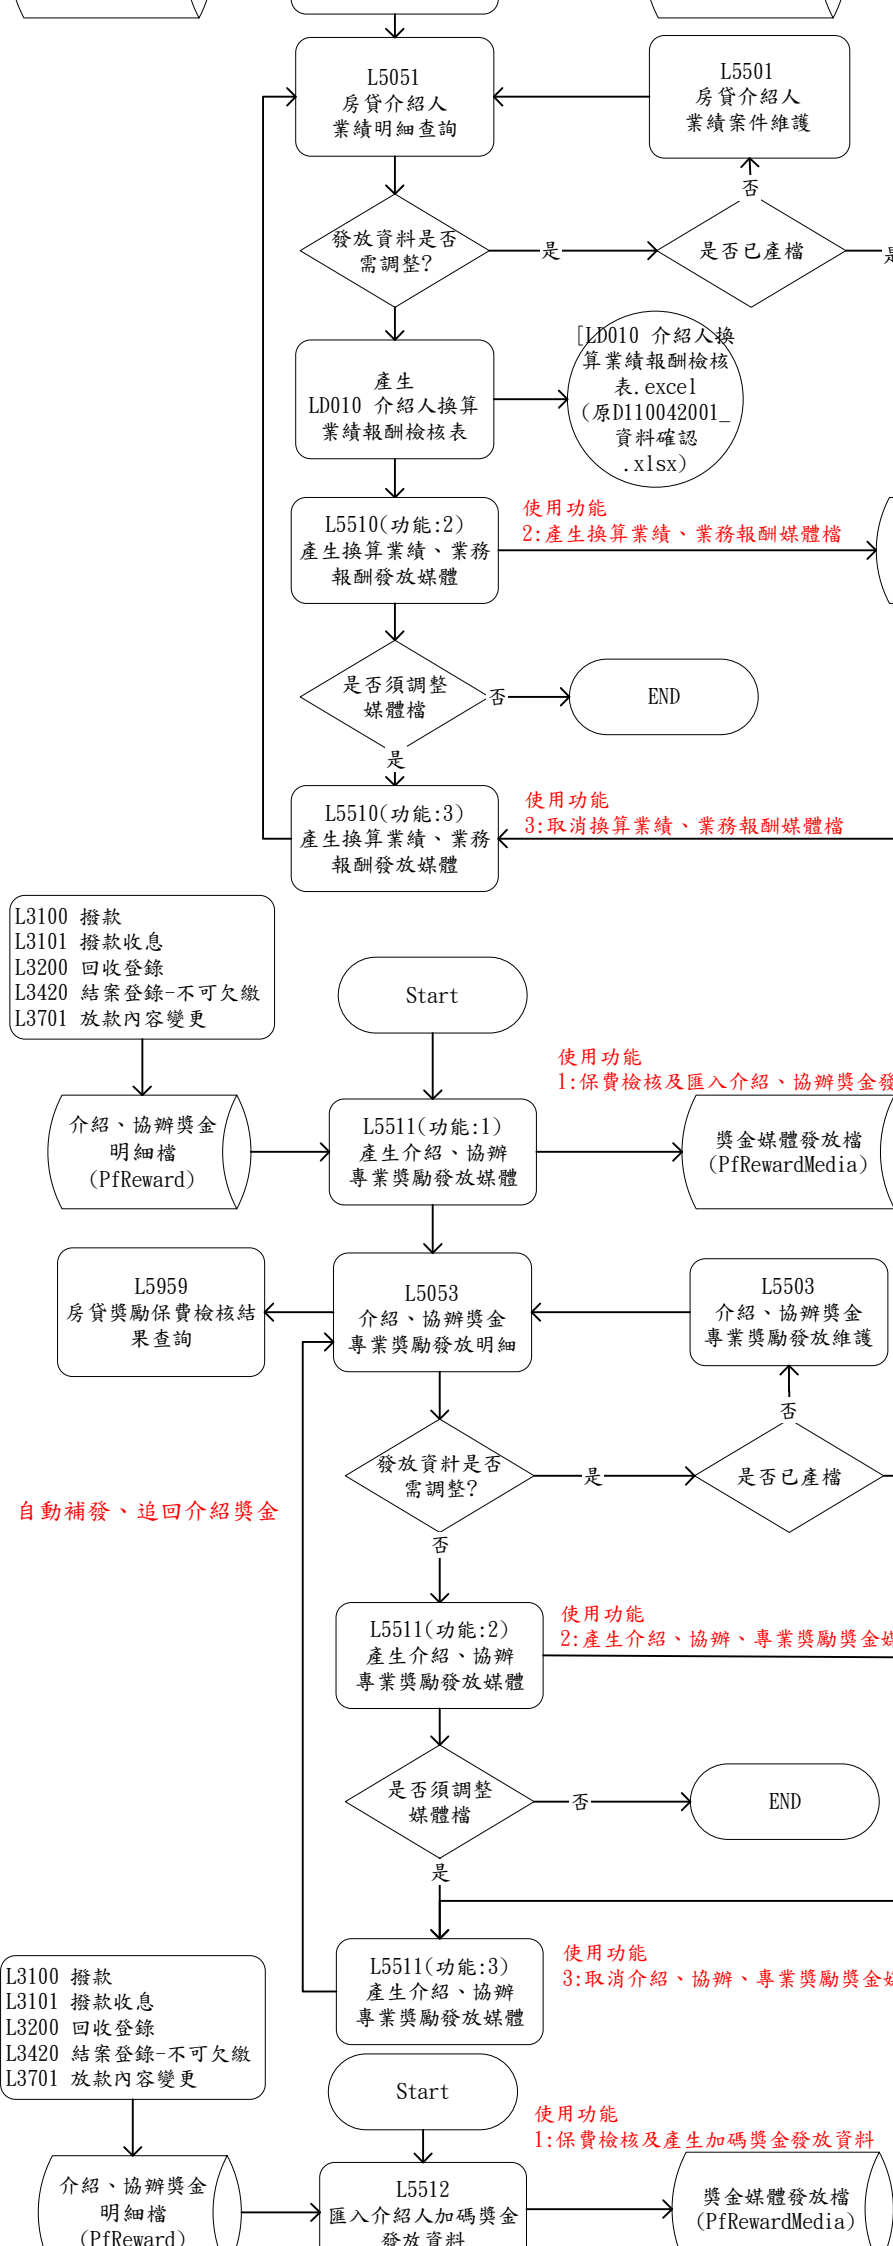 L5051
房貸介紹人
業績明細查詢
L5501
房貸介紹人
業績案件維護
否
發放資料是否
需調整?
是
是否已產檔
產生
LD010 介紹人換算
業績報酬檢核表
[LD010 介紹人換
算業績報酬檢核
表.excel
(原D110042001_
資料確認
.xlsx)
L5510(功能:2)
產生換算業績、業務
報酬發放媒體
使用功能
2:產生換算業績、業務報酬媒體檔
是否須調整
媒體檔
否
END
是
L5510(功能:3)
產生換算業績、業務
報酬發放媒體
使用功能
3:取消換算業績、業務報酬媒體檔
L3100 撥款
L3101 撥款收息
L3200 回收登錄
L3420 結案登錄-不可欠繳
L3701 放款內容變更
Start
使用功能
1:保費檢核及匯入介紹、協辦獎金發
介紹、協辦獎金
明細檔
(PfReward)
L5511(功能:1)
產生介紹、協辦
專業獎勵發放媒體
獎金媒體發放檔
(PfRewardMedia)
L5959
房貸獎勵保費檢核結
果查詢
L5053
介紹、協辦獎金
專業獎勵發放明細
L5503
介紹、協辦獎金
專業獎勵發放維護
否
發放資料是否
需調整?
是
是否已產檔
自動補發、追回介紹獎金
否
L5511(功能:2)
產生介紹、協辦
專業獎勵發放媒體
使用功能
2:產生介紹、協辦、專業獎勵獎金媒
是否須調整
媒體檔
否
END
是
L5511(功能:3)
產生介紹、協辦
專業獎勵發放媒體
使用功能
3:取消介紹、協辦、專業獎勵獎金媒
L3100 撥款
L3101 撥款收息
L3200 回收登錄
L3420 結案登錄-不可欠繳
L3701 放款內容變更
Start
使用功能
1:保費檢核及產生加碼獎金發放資料
介紹、協辦獎金
明細檔
(PfReward)
L5512
匯入介紹人加碼獎金
發放資料
獎金媒體發放檔
(PfRewardMedia)